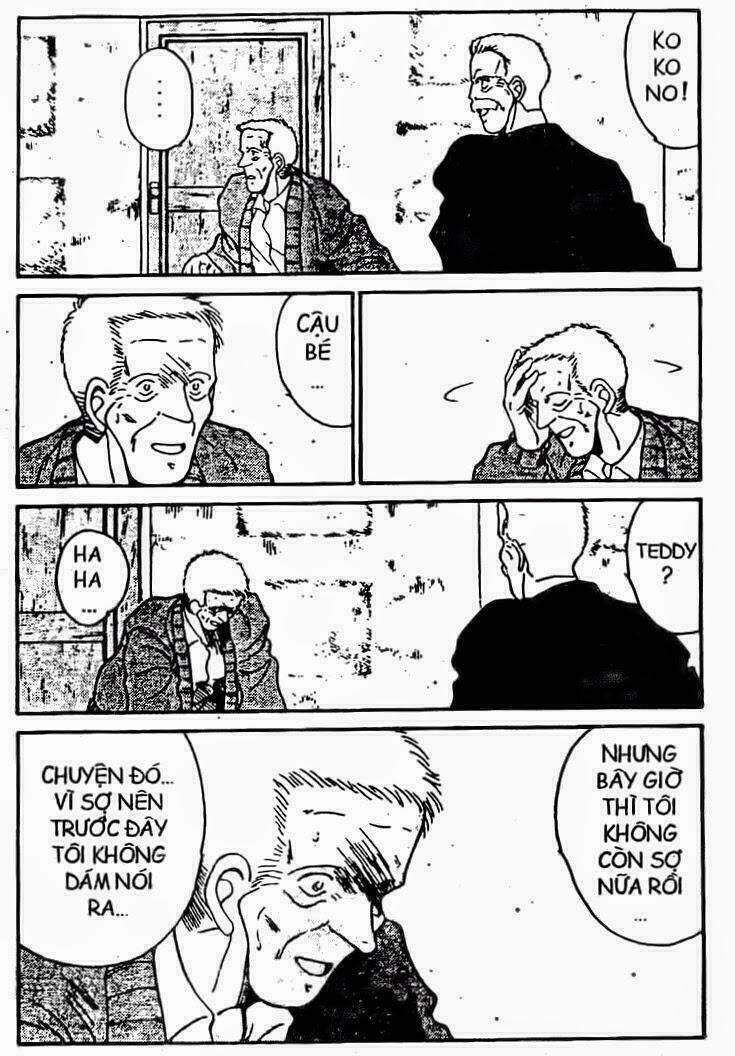 ....
KO
KO
NO!
CẬU
BÉ
...
HA
HA
...
TEDDY
?
CHUYỆN ĐÓ...
VÌ SỢ NÊN
TRƯỚC ĐÂY
TÔI KHÔNG
DÁM NÓI
RA...
NHƯNG
BÂY GIỜ
THÌ TÔI
KHÔNG
CÒN SỢ
NỮA RỒI
...